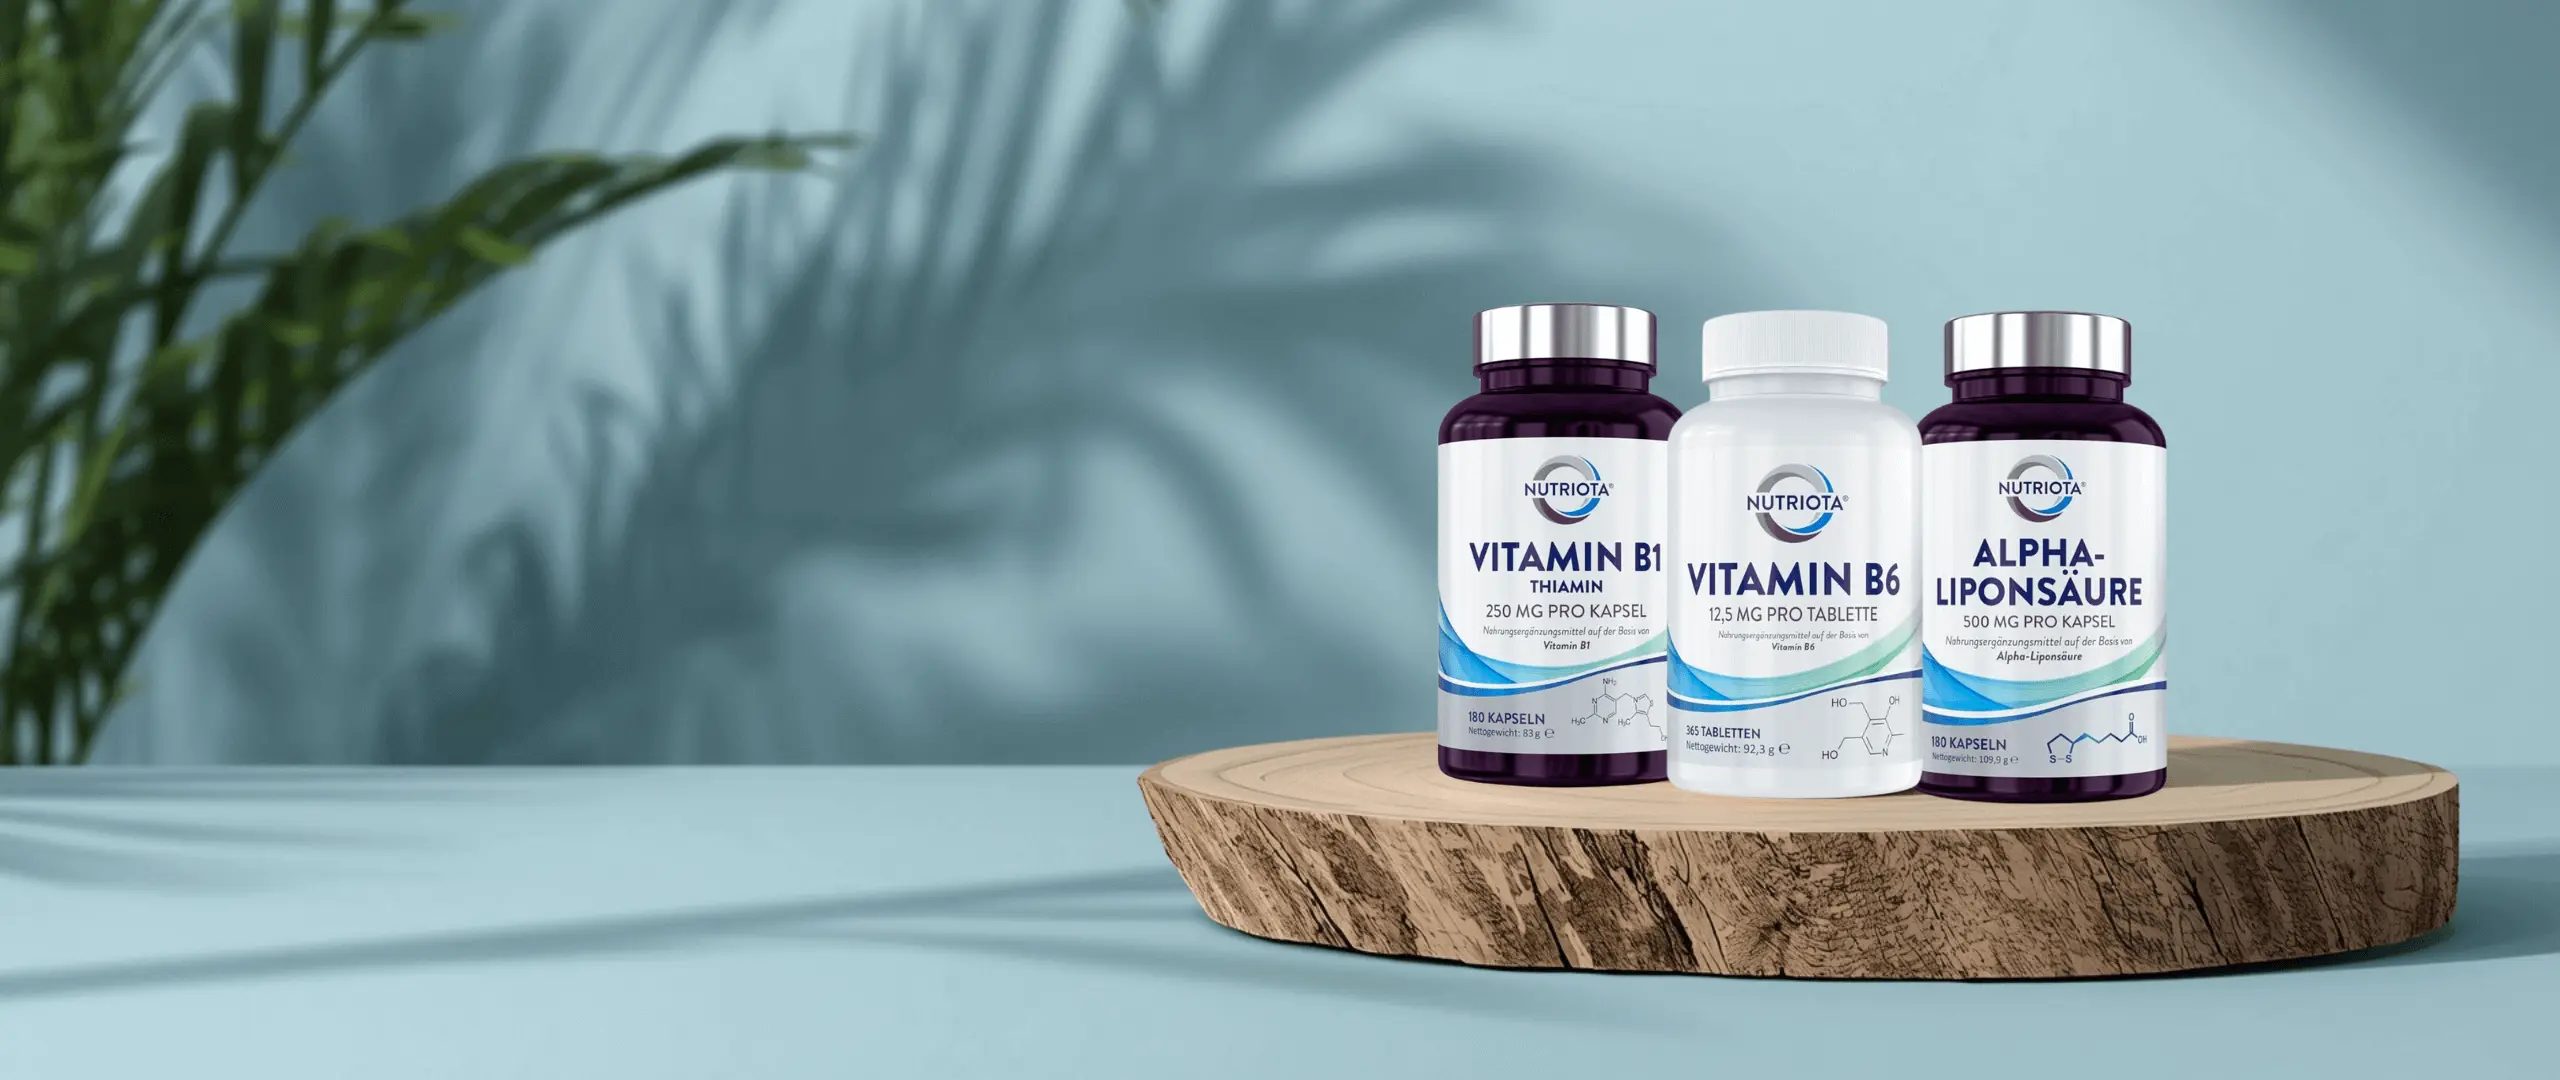 NUTRIOTA®
VITAMIN B1
THIAMIN
250 MG PRO KAPSEL
Nahrungsergänzungsmittel auf der Basis von
Vitamin B1
NH₂
N
N
H₃C
H₃C
180 KAPSELN
Nettogewicht: 83 g ℮
NUTRIOTA®
VITAMIN B6
12,5 MG PRO TABLETTE
Nahrungsergänzungsmittel auf der Basis von
Vitamin B6
HO
OH
HO
N
365 TABLETTEN
Nettogewicht: 92,3 g ℮
NUTRIOTA®
ALPHA-
LIPONSÄURE
500 MG PRO KAPSEL
Nahrungsergänzungsmittel auf der Basis von
Alpha-Liponsäure
O
OH
S-S
180 KAPSELN
Nettogewicht: 109,9 g ℮